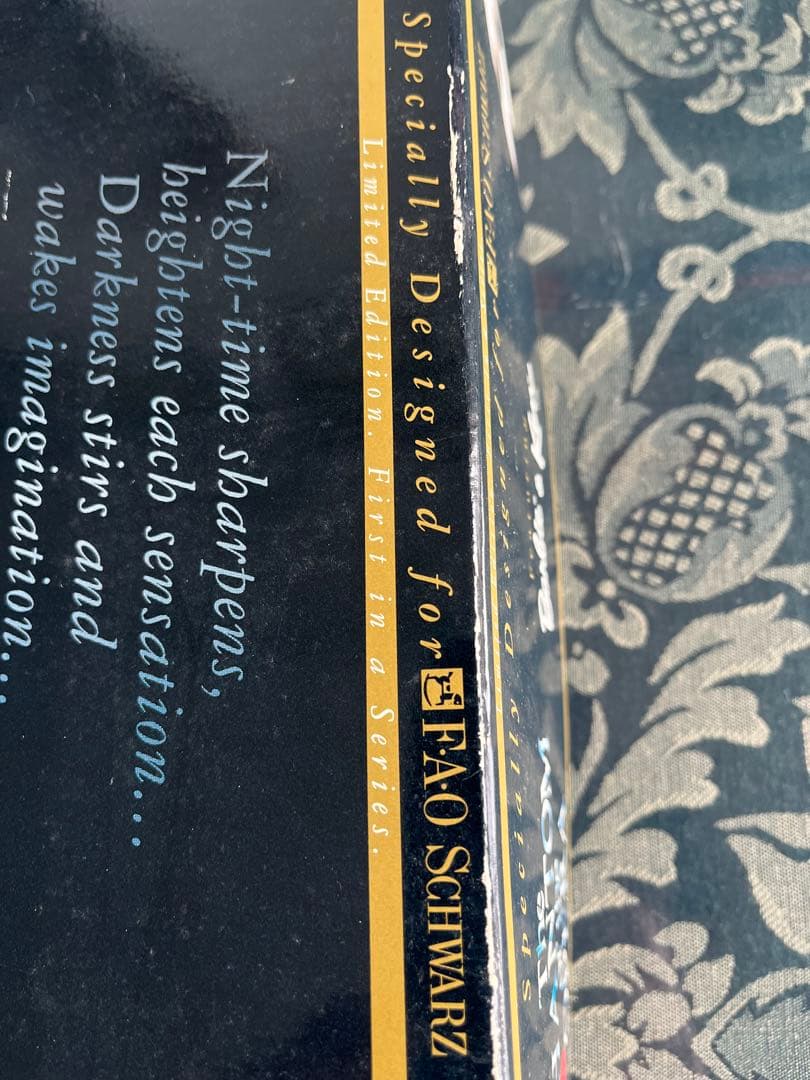 Specially Designed for F·A·O SCHWARZ
Limited Edition. First in a Series.
Night-time sharpens,
heightens each sensation...
Darkness stirs and
wakes imagination...